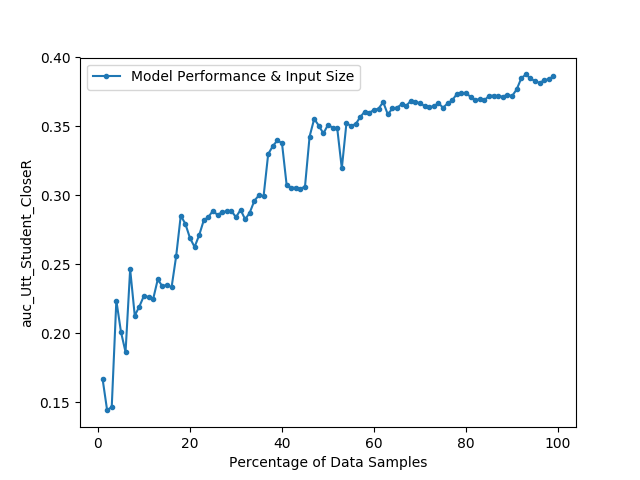 Model Performance & Input Size
0.40
0.35
0.30
0.25
0.20
0.15
auc_Utt_Student_CloseR
0 20 40 60 80 100
Percentage of Data Samples